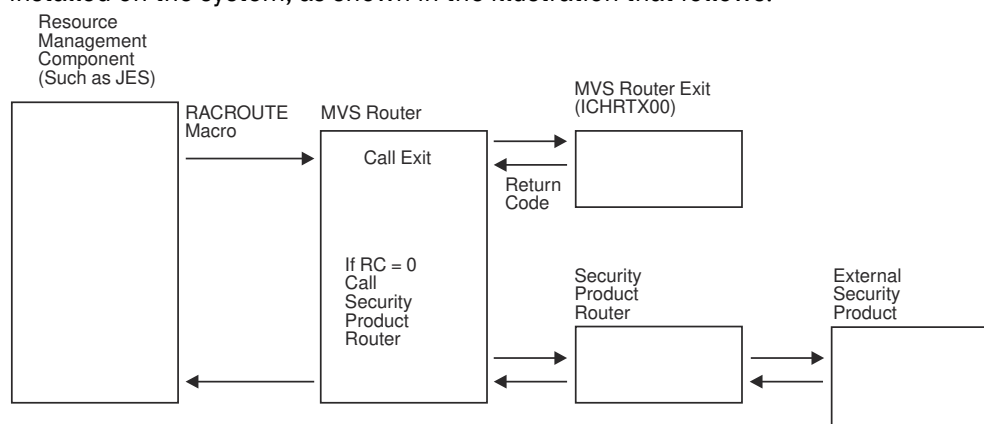 installed on the system, as shown in the illustration that follows.
Resource
Management
Component
(Such as JES)
RACROUTE
Macro
MVS Router
MVS Router Exit
(ICHRTX00)
Call Exit
Return
Code
If RC = 0
Call
Security
Product
Router
Security
Product
Router
External
Security
Product